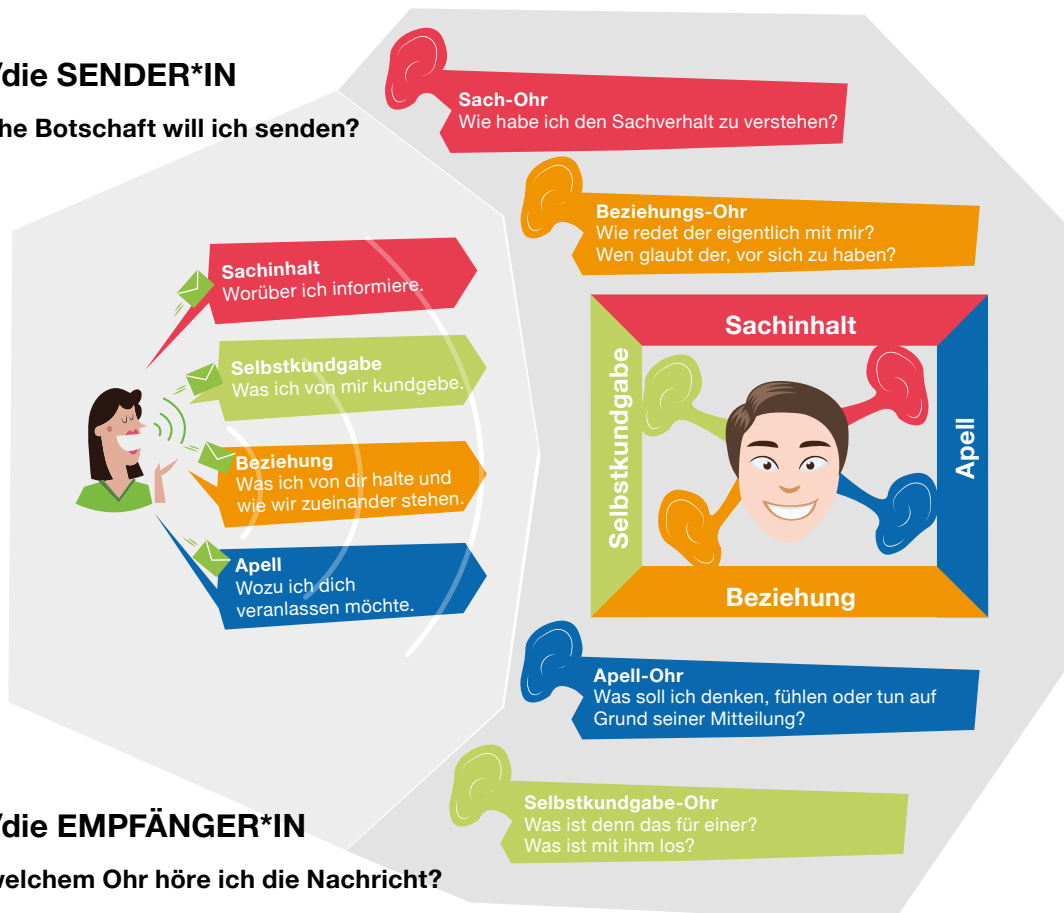 /die SENDER*IN
he Botschaft will ich senden?
Sach-Ohr
Wie habe ich den Sachverhalt zu verstehen?
Beziehungs-Ohr
Wie redet der eigentlich mit mir?
Wen glaubt der, vor sich zu haben?
Sachinhalt
Worüber ich informiere.
Selbstkundgabe
Was ich von mir kundgebe.
Beziehung
Was ich von dir halte und
wie wir zueinander stehen.
Apell
Wozu ich dich
veranlassen möchte.
Sachinhalt
Selbstkundgabe
Apell
Beziehung
Apell-Ohr
Was soll ich denken, fühlen oder tun auf
Grund seiner Mitteilung?
Selbstkundgabe-Ohr
Was ist denn das für einer?
Was ist mit ihm los?
/die EMPFÄNGER*IN
welchem Ohr höre ich die Nachricht?